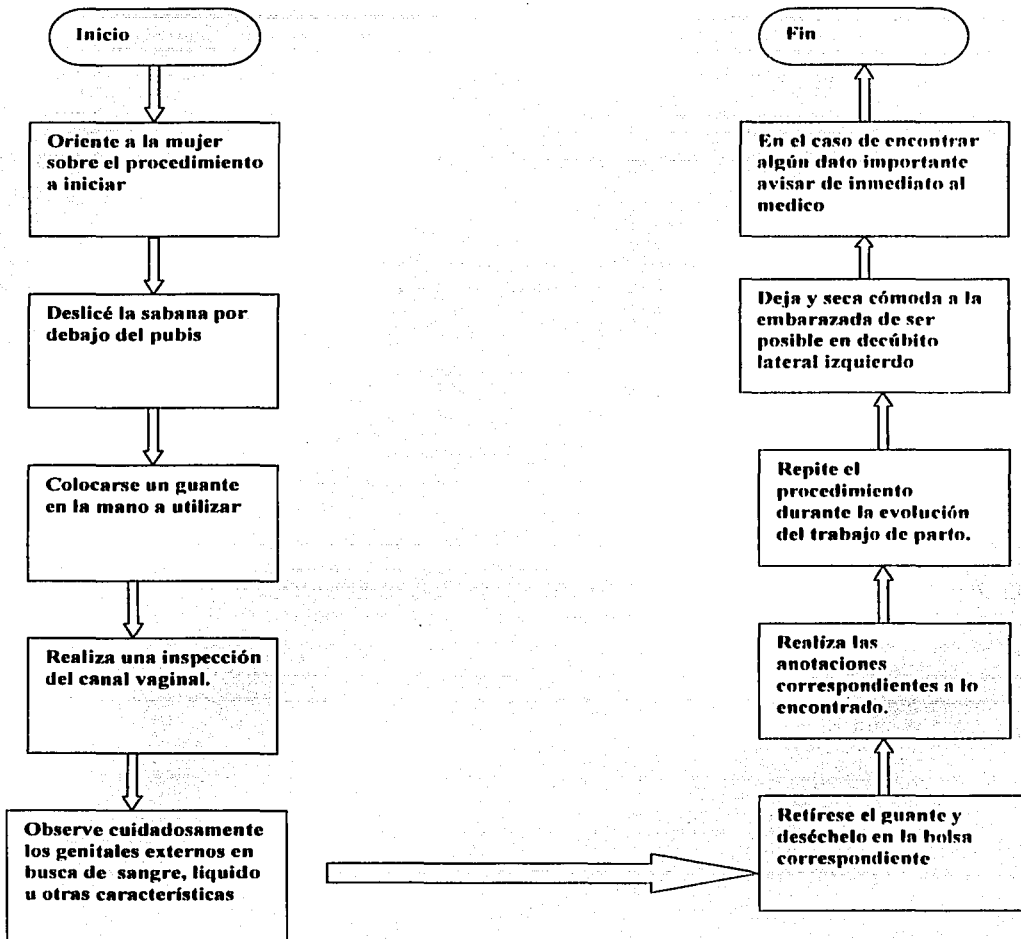 Inicio
Oriente a la mujer
sobre el procedimiento
a iniciar
Deslicé la sabana por
debajo del pubis
Colocarse un guante
en la mano a utilizar
Realiza una inspección
del canal vaginal.
Observe cuidadosamente
los genitales externos en
busca de sangre, liquido
u otras características
Retírese el guante y
deséchelo en la bolsa
correspondiente
Realiza las
anotaciones
correspondientes a lo
encontrado.
Repite el
procedimiento
durante la evolución
del trabajo de parto.
Deja y seca cómoda a la
embarazada de ser
posible en decúbito
lateral izquierdo
En el caso de encontrar
algún dato importante
avisar de inmediato al
medico
Fin